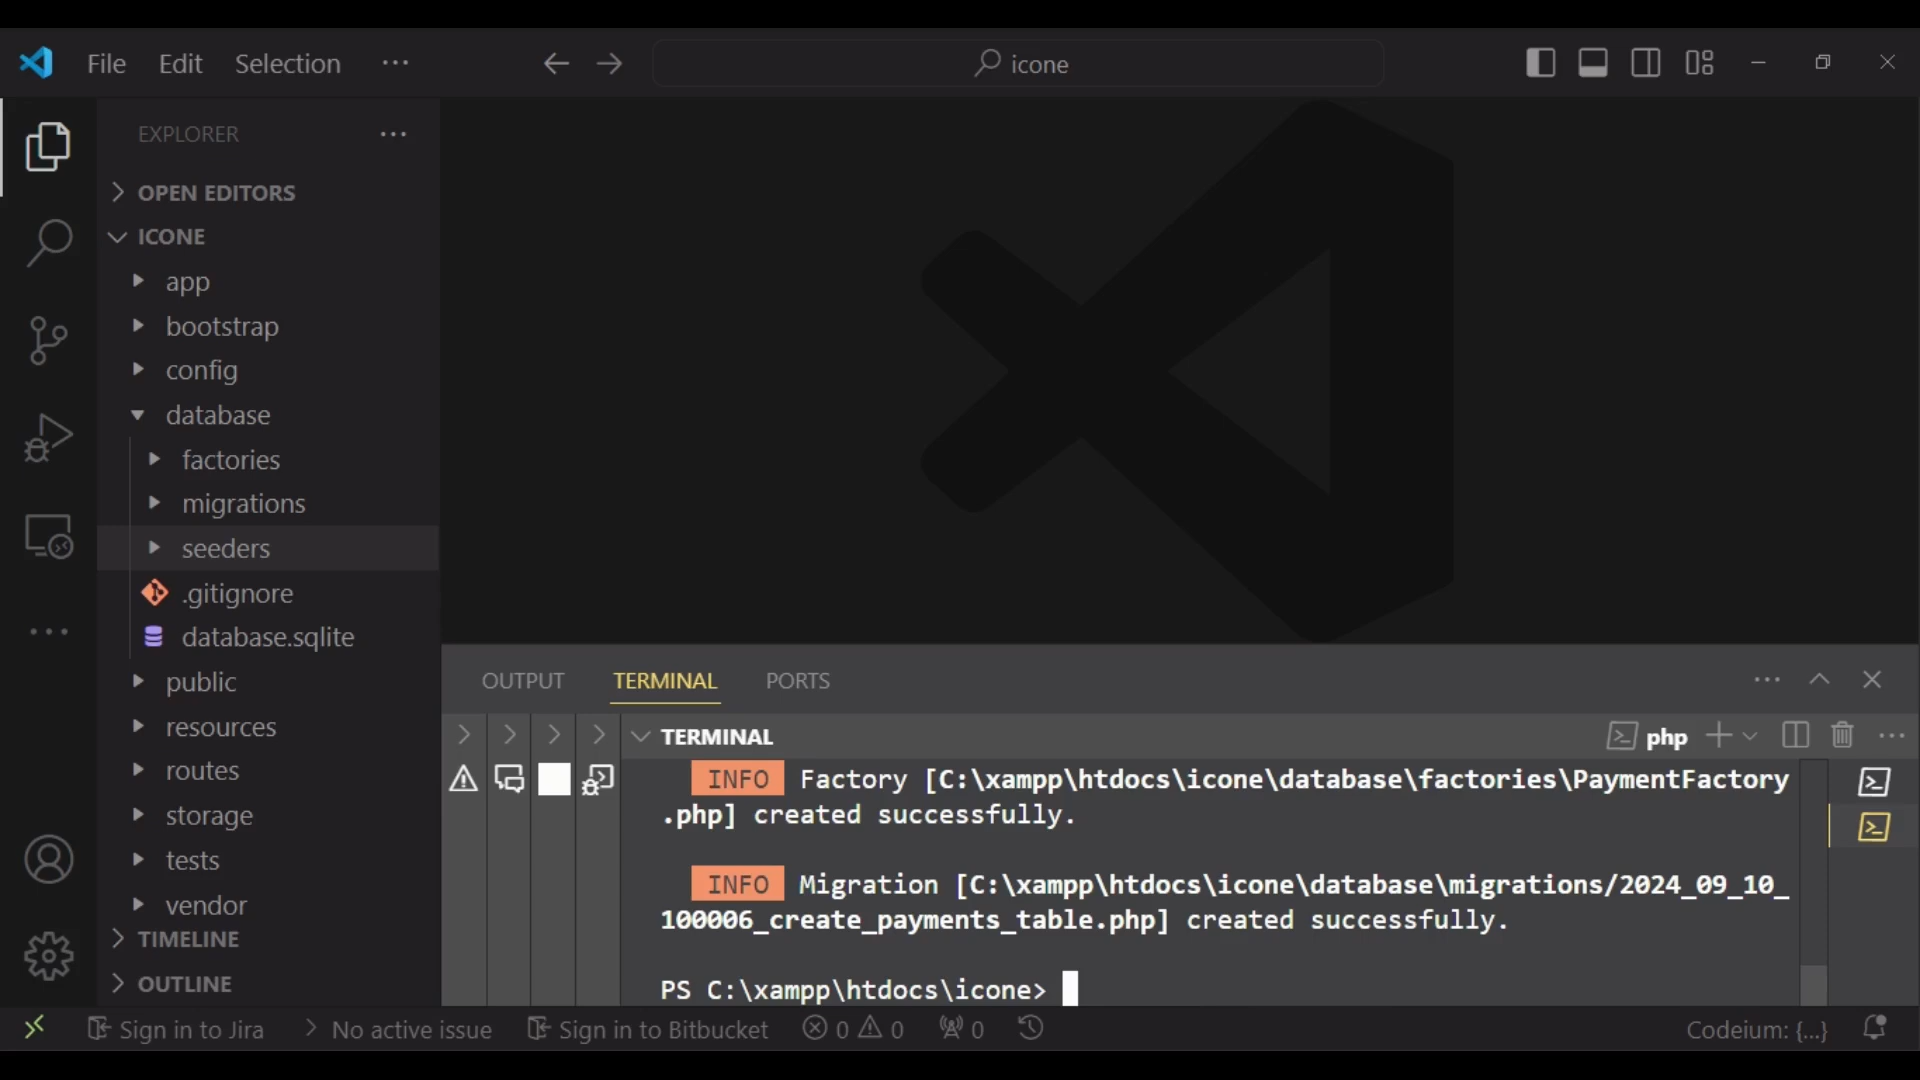 File Edit Selection ···
icone
EXPLORER ···
OPEN EDITORS
ICONE
app
bootstrap
config
database
factories
migrations
seeders
.gitignore
database.sqlite
public
resources
routes
storage
tests
vendor
TIMELINE
OUTLINE
OUTPUT TERMINAL PORTS
TERMINAL
php
INFO Factory [C:\xampp\htdocs\icone\database\factories\PaymentFactory
.php] created successfully.
INFO Migration [C:\xampp\htdocs\icone\database\migrations/2024_09_10_
100006_create_payments_table.php] created successfully.
PS C:\xampp\htdocs\icone>
Sign in to Jira > No active issue Sign in to Bitbucket 0 0 0 Codeium: {...}